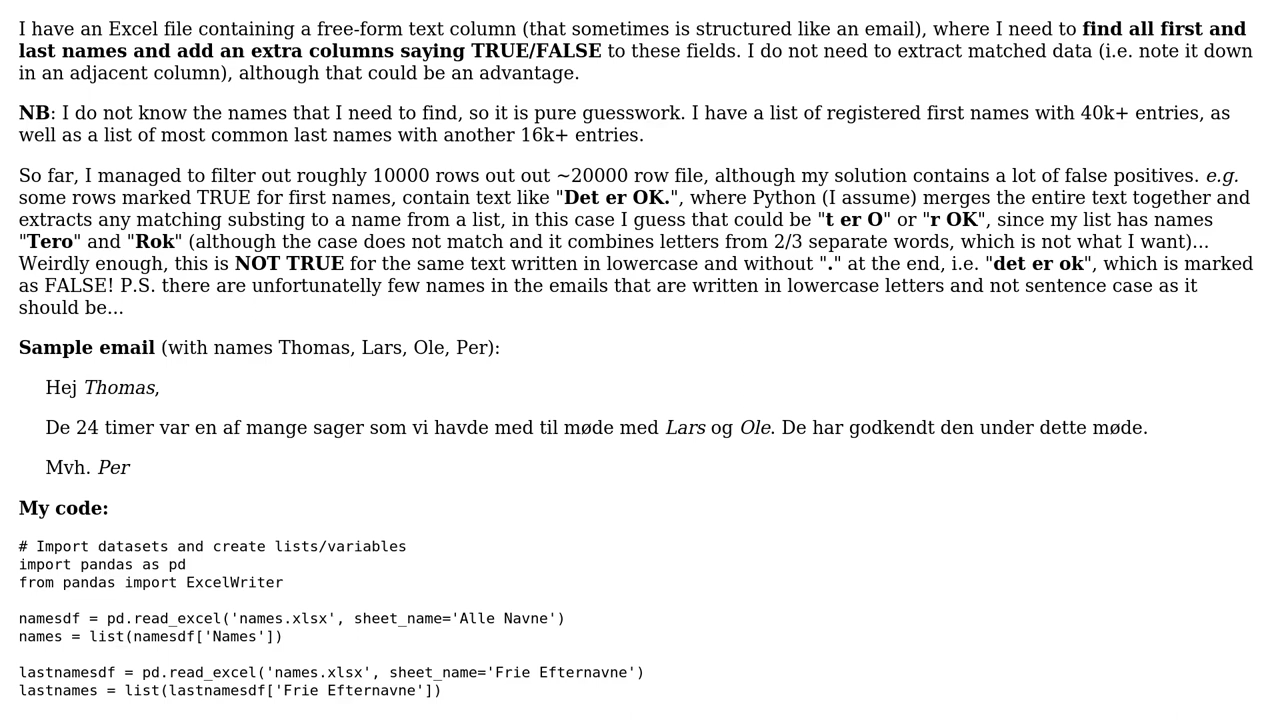 I have an Excel file containing a free-form text column (that sometimes is structured like an email), where I need to find all first and
last names and add an extra columns saying TRUE/FALSE to these fields. I do not need to extract matched data (i.e. note it down
in an adjacent column), although that could be an advantage.
NB: I do not know the names that I need to find, so it is pure guesswork. I have a list of registered first names with 40k+ entries, as
well as a list of most common last names with another 16k+ entries.
So far, I managed to filter out roughly 10000 rows out out ~20000 row file, although my solution contains a lot of false positives. e.g.
some rows marked TRUE for first names, contain text like "Det er OK.", where Python (I assume) merges the entire text together and
extracts any matching substing to a name from a list, in this case I guess that could be "t er O" or "r OK", since my list has names
"Tero" and "Rok" (although the case does not match and it combines letters from 2/3 separate words, which is not what I want)...
Weirdly enough, this is NOT TRUE for the same text written in lowercase and without "." at the end, i.e. "det er ok", which is marked
as FALSE! P.S. there are unfortunatelly few names in the emails that are written in lowercase letters and not sentence case as it
should be...
Sample email (with names Thomas, Lars, Ole, Per):
Hej Thomas,
De 24 timer var en af mange sager som vi havde med til møde med Lars og Ole. De har godkendt den under dette møde.
Mvh. Per
My code:
# Import datasets and create lists/variables
import pandas as pd
from pandas import ExcelWriter
namesdf = pd.read_excel('names.xlsx', sheet_name='Alle Navne')
names = list(namesdf['Names'])
lastnamesdf = pd.read_excel('names.xlsx', sheet_name='Frie Efternavne')
lastnames = list(lastnamesdf['Frie Efternavne'])